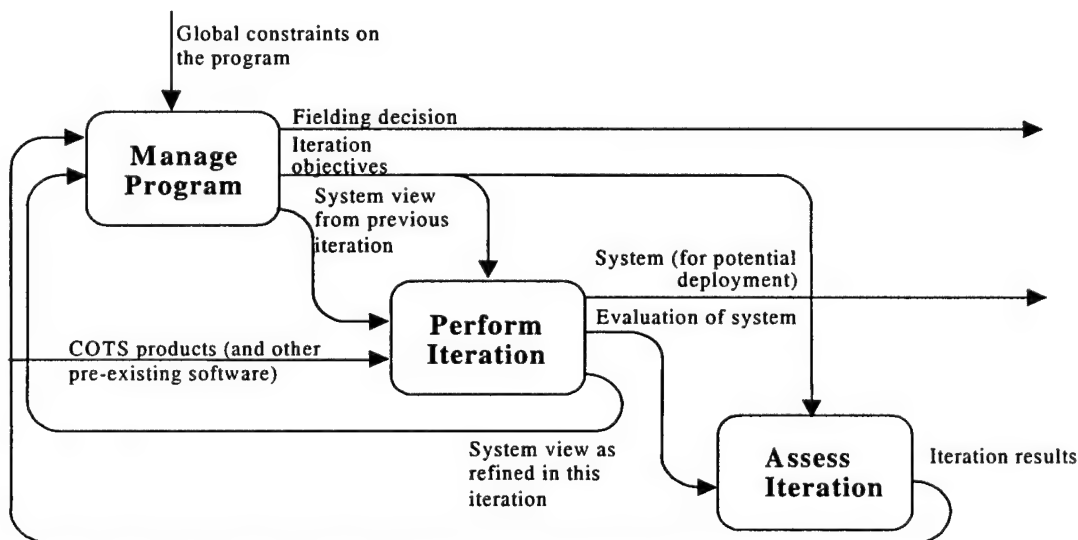 Global constraints on
the program
Fielding decision
Manage
Program
Iteration
objectives
System view
from previous
iteration
System (for potential
deployment)
Perform
Iteration
Evaluation of system
COTS products (and other
pre-existing software)
System view as
refined in this
iteration
Assess
Iteration
Iteration results